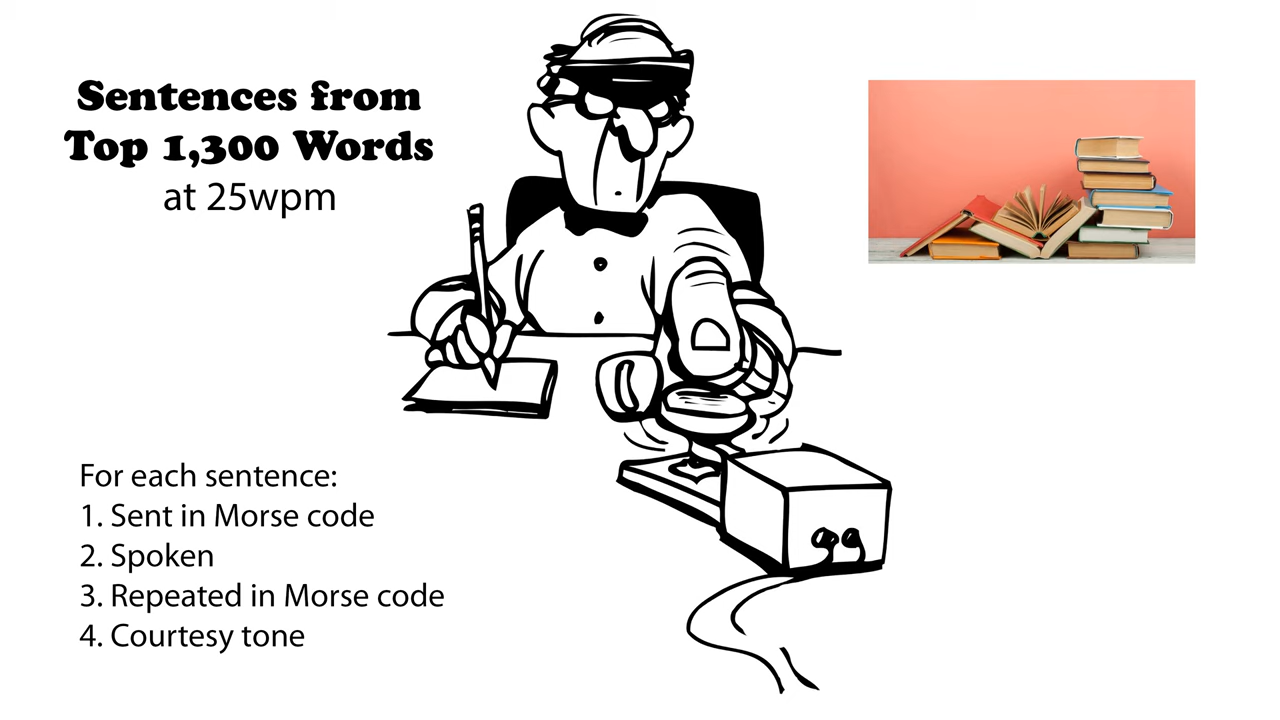 Sentences from
Top 1,300 Words
at 25wpm
For each sentence:
1. Sent in Morse code
2. Spoken
3. Repeated in Morse code
4. Courtesy tone